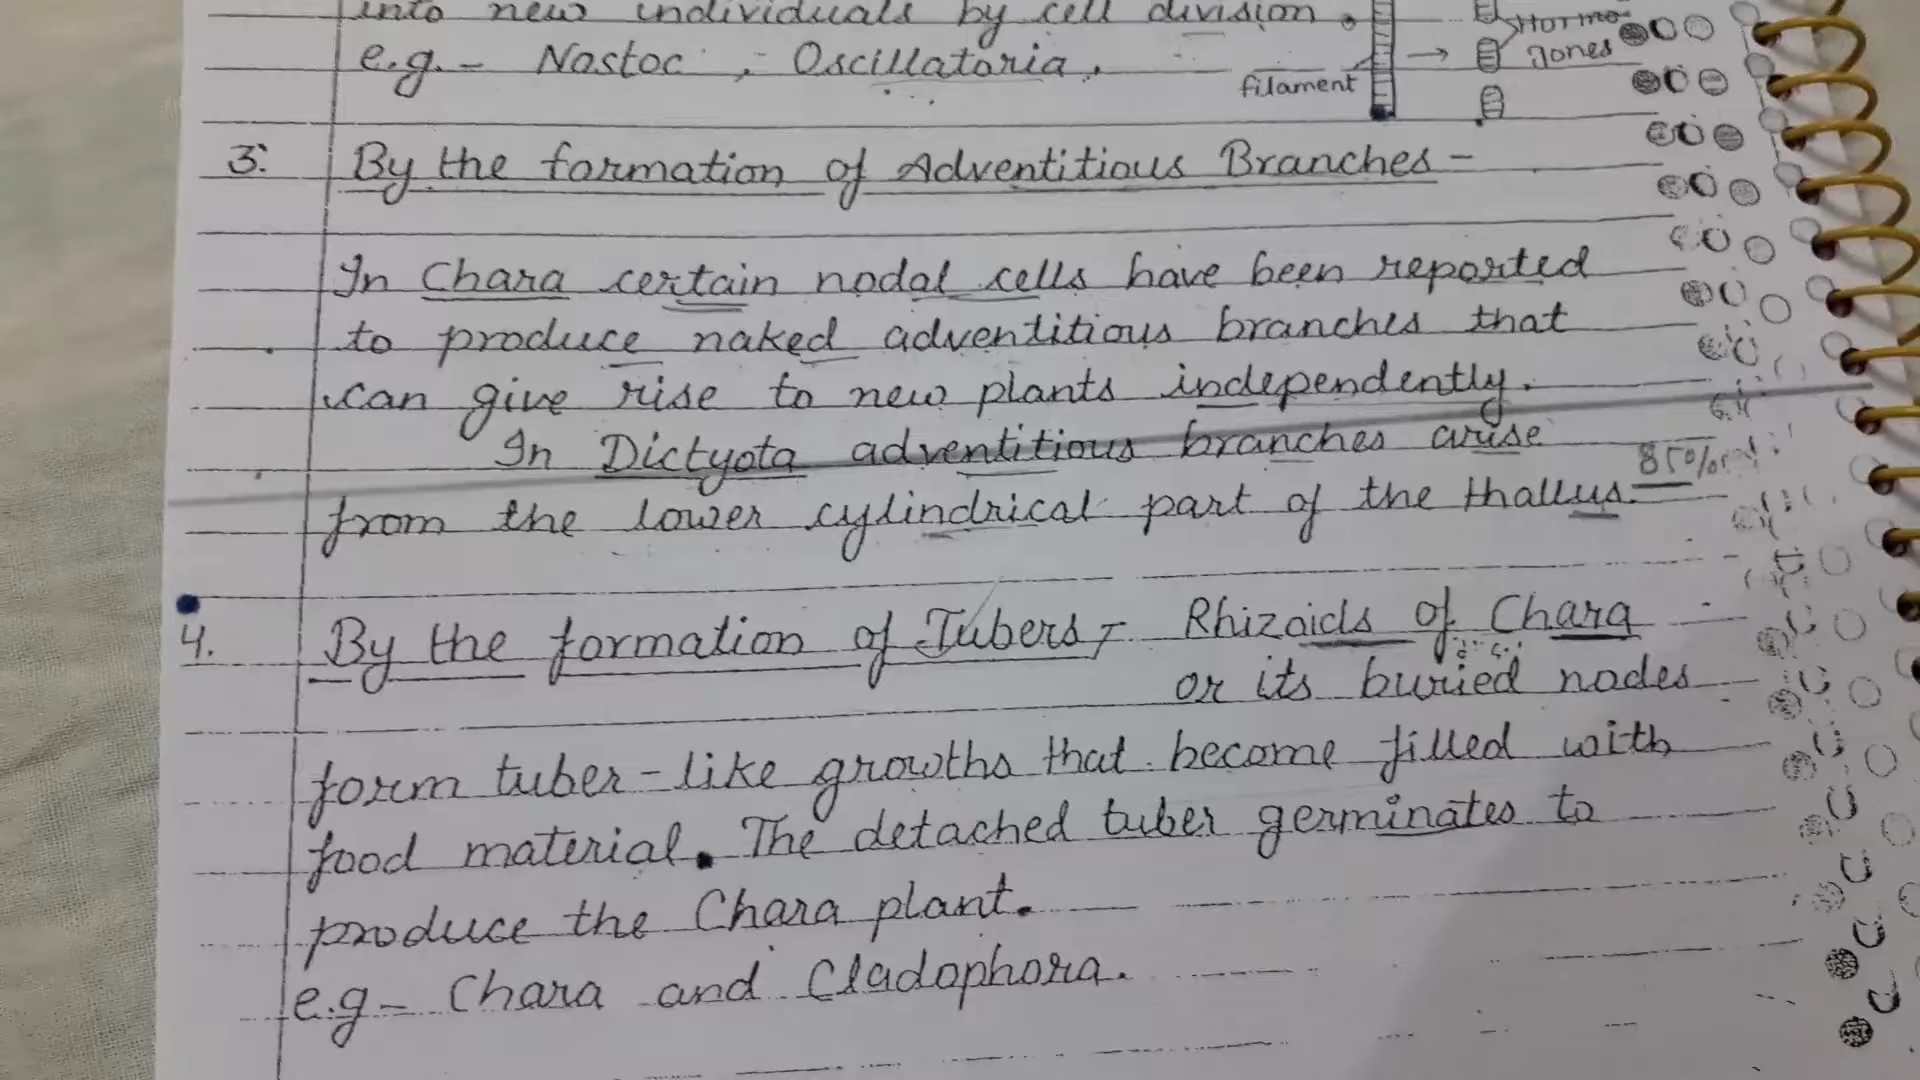 into new individuals by cell division.
e.g.- Nostoc, Oscillatoria.
filament
Hormo-
gones
3. By the formation of Adventitious Branches -
In Chara certain nodal cells have been reported
to produce naked adventitious branches that
can give rise to new plants independently.
In Dictyota adventitious branches arise
from the lower cylindrical part of the thallus.
4. By the formation of Tubers - Rhizoids of Chara
or its buried nodes
form tuber-like growths that become filled with
food material. The detached tuber germinates to
produce the Chara plant.
e.g- Chara and Cladophora.